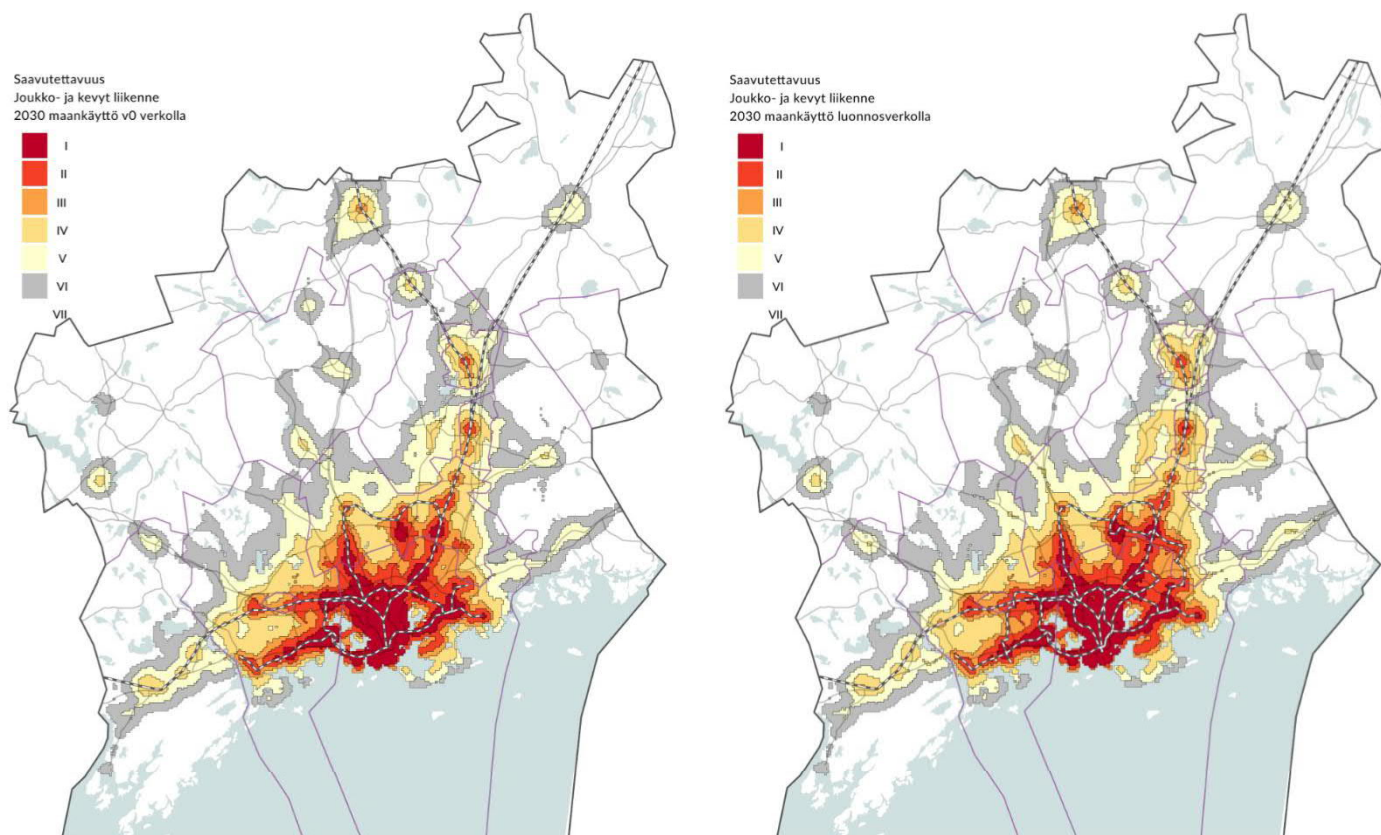 Saavutettavuus
Joukko- ja kevyt liikenne
2030 maankäyttö v0 verkolla
I
II
III
IV
V
VI
VII
Saavutettavuus
Joukko- ja kevyt liikenne
2030 maankäyttö luonnosverkolla
I
II
III
IV
V
VI
VII